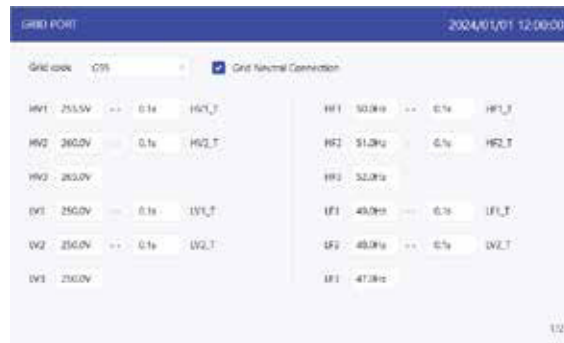 GRID PORT 2024/01/01 12:00:00
Grid code Grid Neutral Connection
HV1 0.1s HV1_T HF1 50.0Hz 0.1s HF1_T
HV2 260.0V 0.1s HV2_T HF2 51.0Hz 0.1s HF2_T
HV3 265.0V HF3 52.0Hz
LV1 250.0V 0.1s LV1_T LF1 49.0Hz 0.1s LF1_T
LV2 250.0V 0.1s LV2_T LF2 48.0Hz 0.1s LV2_T
LV3 250.0V LF3 47.0Hz
1/2